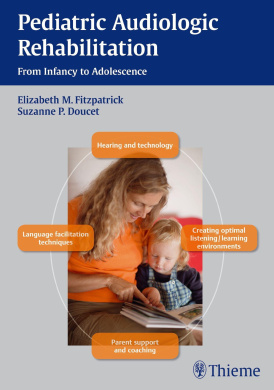 Pediatric Audiologic
Rehabilitation
From Infancy to Adolescence
Elizabeth M. Fitzpatrick
Suzanne P. Doucet
Hearing and technology
Language facilitation
techniques
Creating optimal
listening/learning
environments
Parent support
and coaching
Thieme